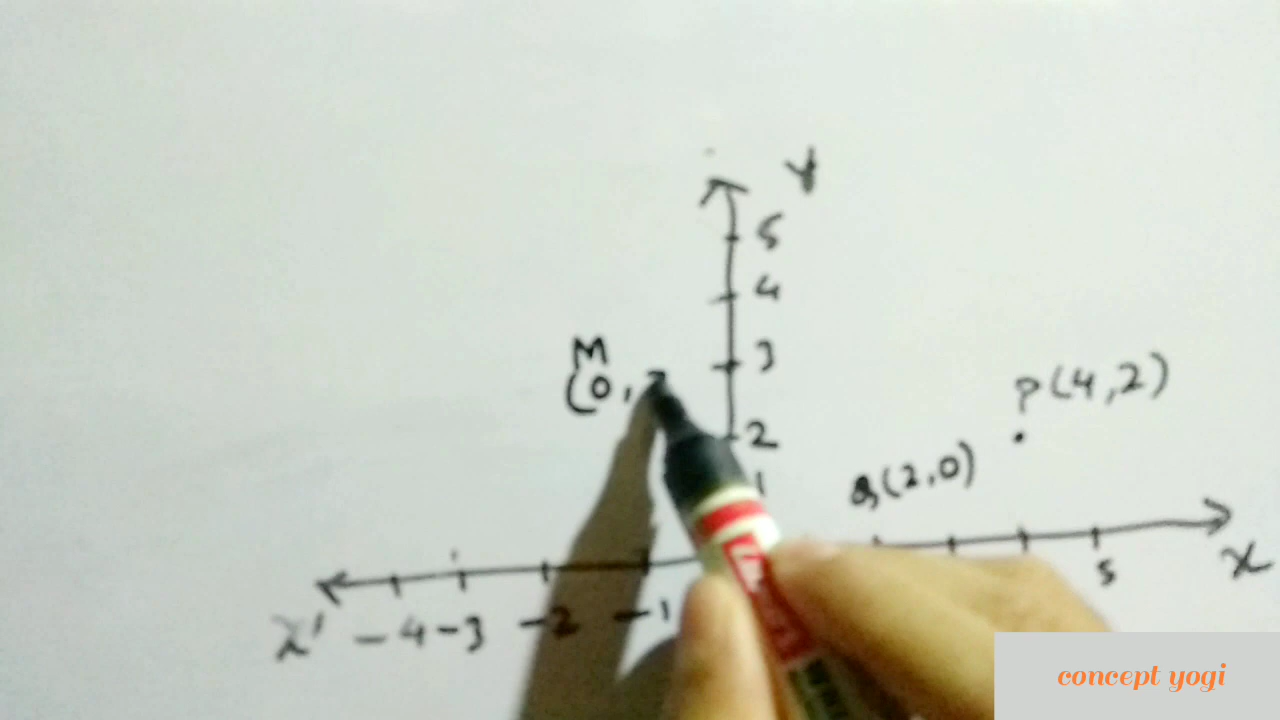 Y
5
4
3
M
(0,
P(4,2)
2
1
Q(2,0)
5
X
X' -4 -3 -2 -1
concept yogi